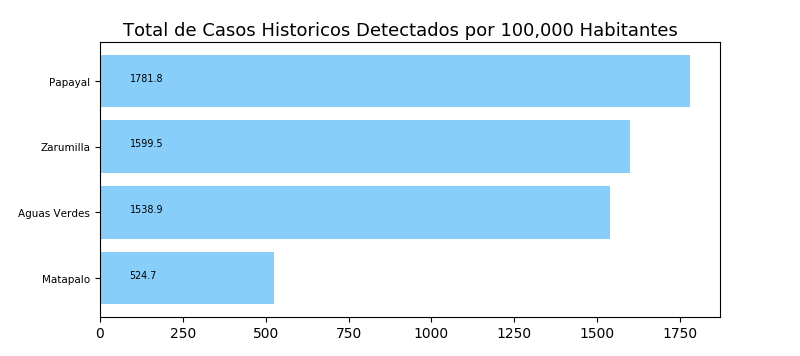 Total de Casos Historicos Detectados por 100,000 Habitantes
Papayal 1781.8
Zarumilla 1599.5
Aguas Verdes 1538.9
Matapalo 524.7
0 250 500 750 1000 1250 1500 1750